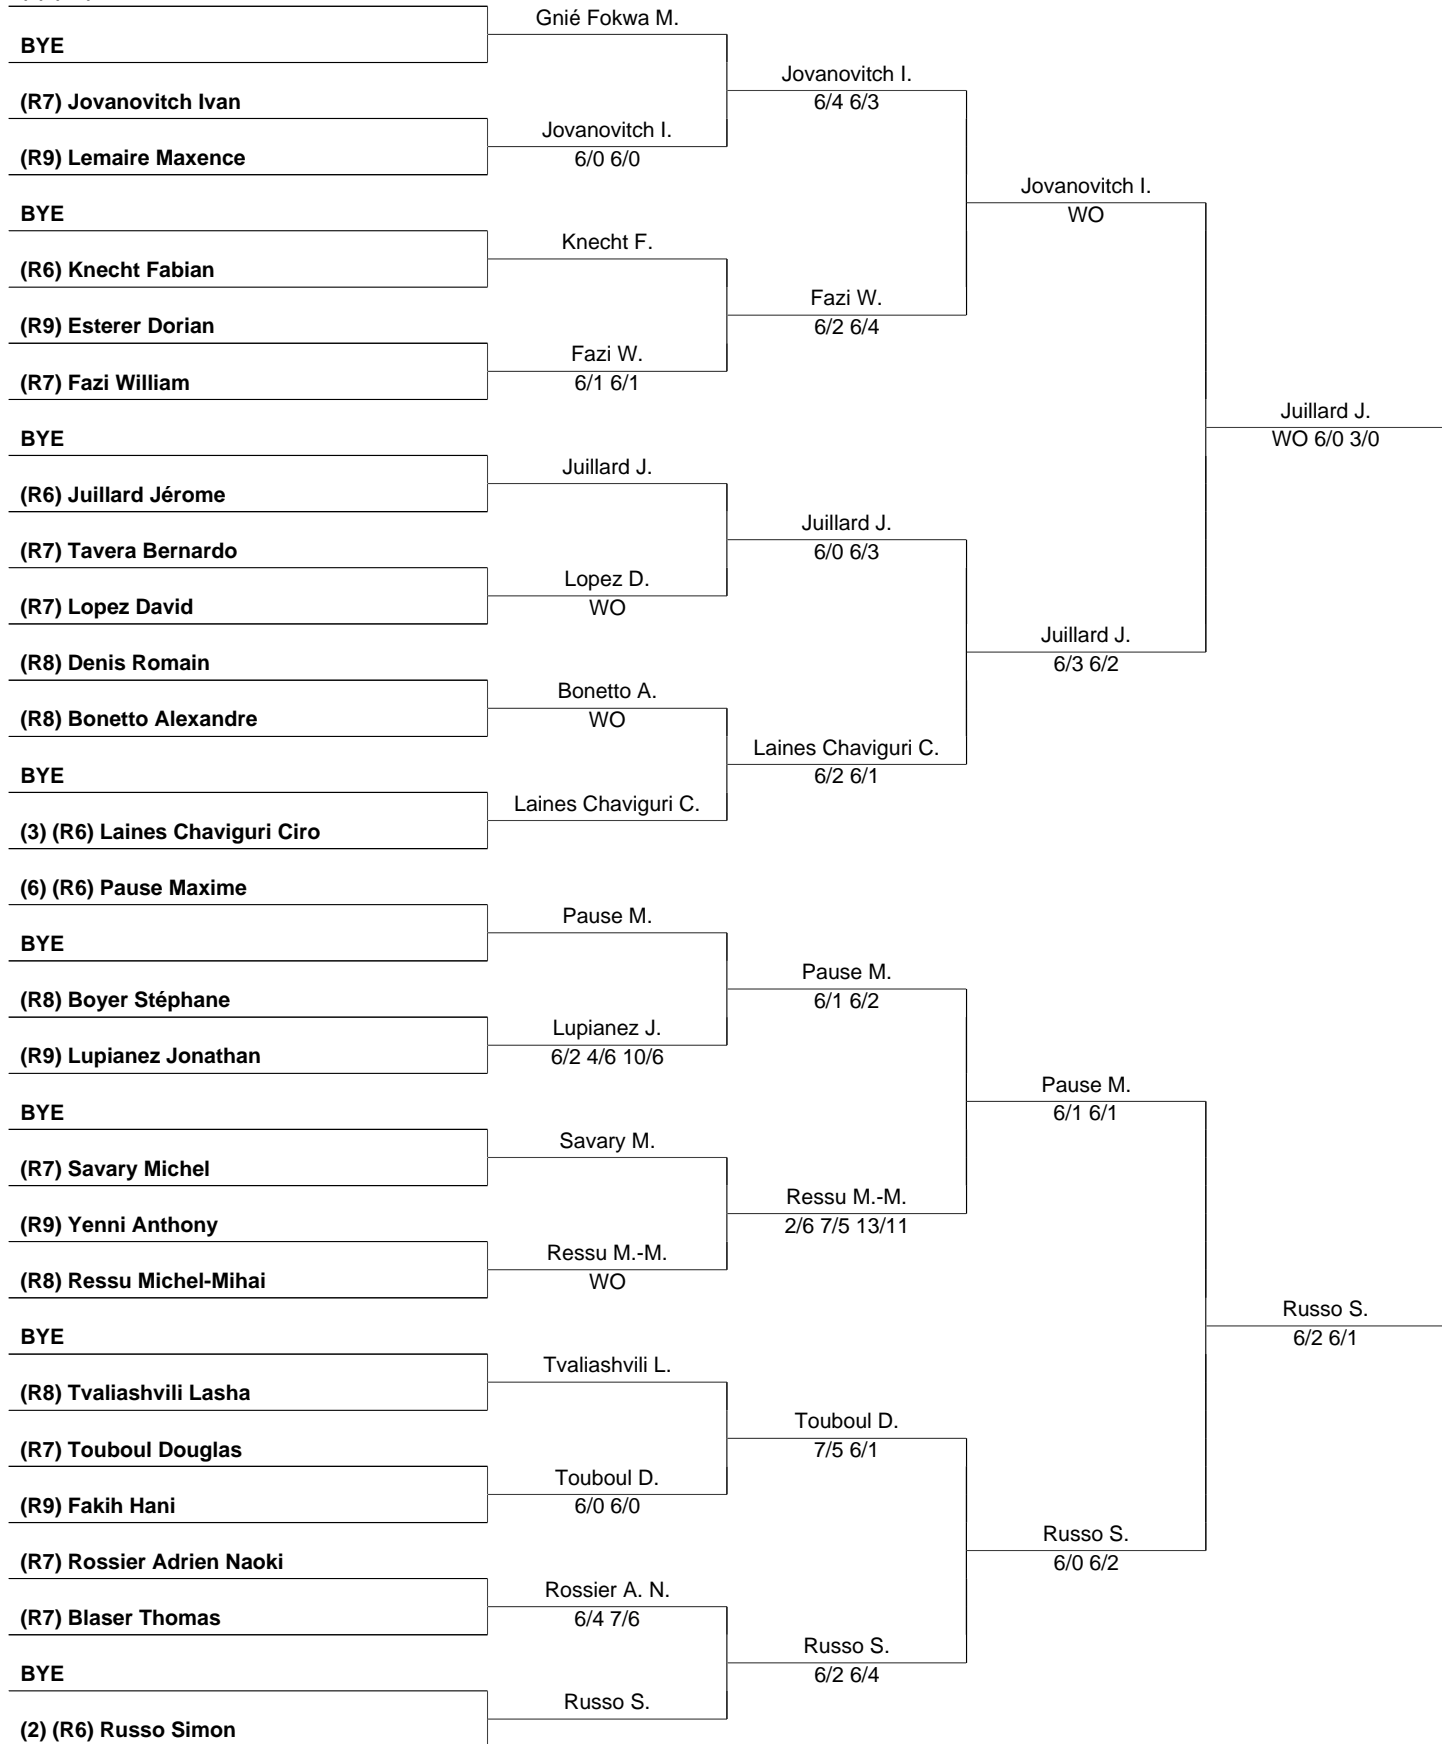 Gnié Fokwa M.
BYE
Jovanovitch I.
(R7) Jovanovitch Ivan
6/4 6/3
Jovanovitch I.
(R9) Lemaire Maxence
6/0 6/0
Jovanovitch I.
BYE
WO
Knecht F.
(R6) Knecht Fabian
Fazi W.
(R9) Esterer Dorian
6/2 6/4
Fazi W.
(R7) Fazi William
6/1 6/1
Juillard J.
BYE
WO 6/0 3/0
Juillard J.
(R6) Juillard Jérome
Juillard J.
(R7) Tavera Bernardo
6/0 6/3
Lopez D.
(R7) Lopez David
WO
Juillard J.
(R8) Denis Romain
6/3 6/2
Bonetto A.
(R8) Bonetto Alexandre
WO
Laines Chaviguri C.
BYE
6/2 6/1
Laines Chaviguri C.
(3) (R6) Laines Chaviguri Ciro
(6) (R6) Pause Maxime
Pause M.
BYE
Pause M.
(R8) Boyer Stéphane
6/1 6/2
Lupianez J.
(R9) Lupianez Jonathan
6/2 4/6 10/6
Pause M.
BYE
6/1 6/1
Savary M.
(R7) Savary Michel
Ressu M.-M.
(R9) Yenni Anthony
2/6 7/5 13/11
Ressu M.-M.
(R8) Ressu Michel-Mihai
WO
Russo S.
BYE
6/2 6/1
Tvaliashvili L.
(R8) Tvaliashvili Lasha
Touboul D.
(R7) Touboul Douglas
7/5 6/1
Touboul D.
(R9) Fakih Hani
6/0 6/0
Russo S.
(R7) Rossier Adrien Naoki
6/0 6/2
Rossier A. N.
(R7) Blaser Thomas
6/4 7/6
Russo S.
BYE
6/2 6/4
Russo S.
(2) (R6) Russo Simon